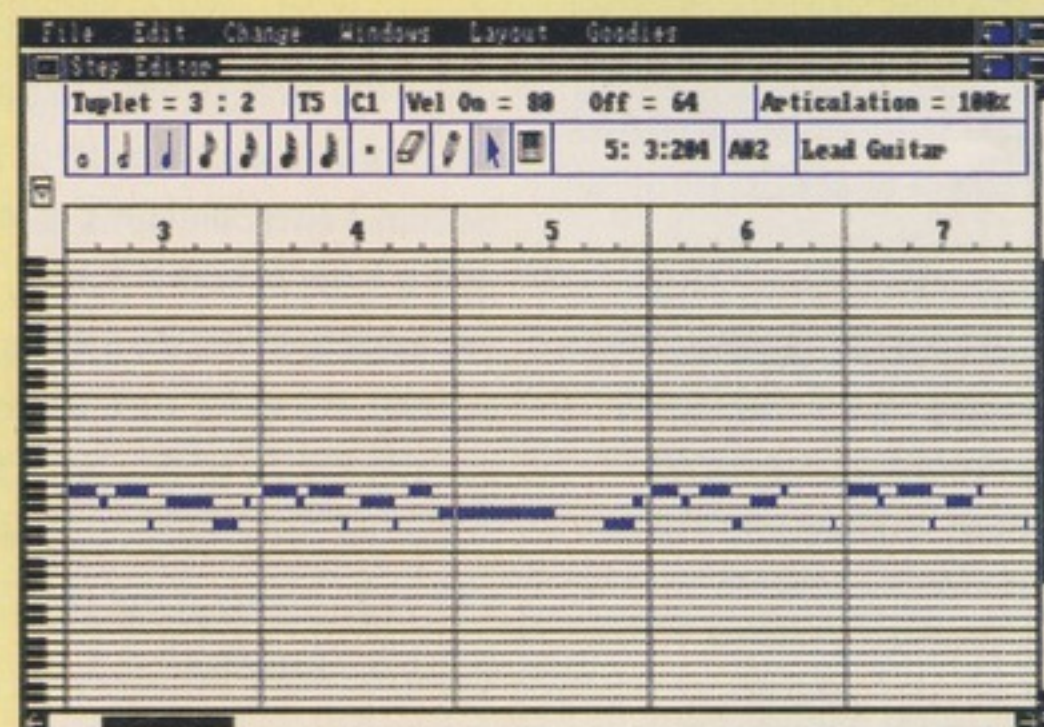 File Edit Change Windows Layout Goodies
Step Editor
Tuplet = 3 : 2 T5 C1 Vel On = 80 Off = 64 Articulation = 100%
5: 3:204 A#2 Lead Guitar
3 4 5 6 7